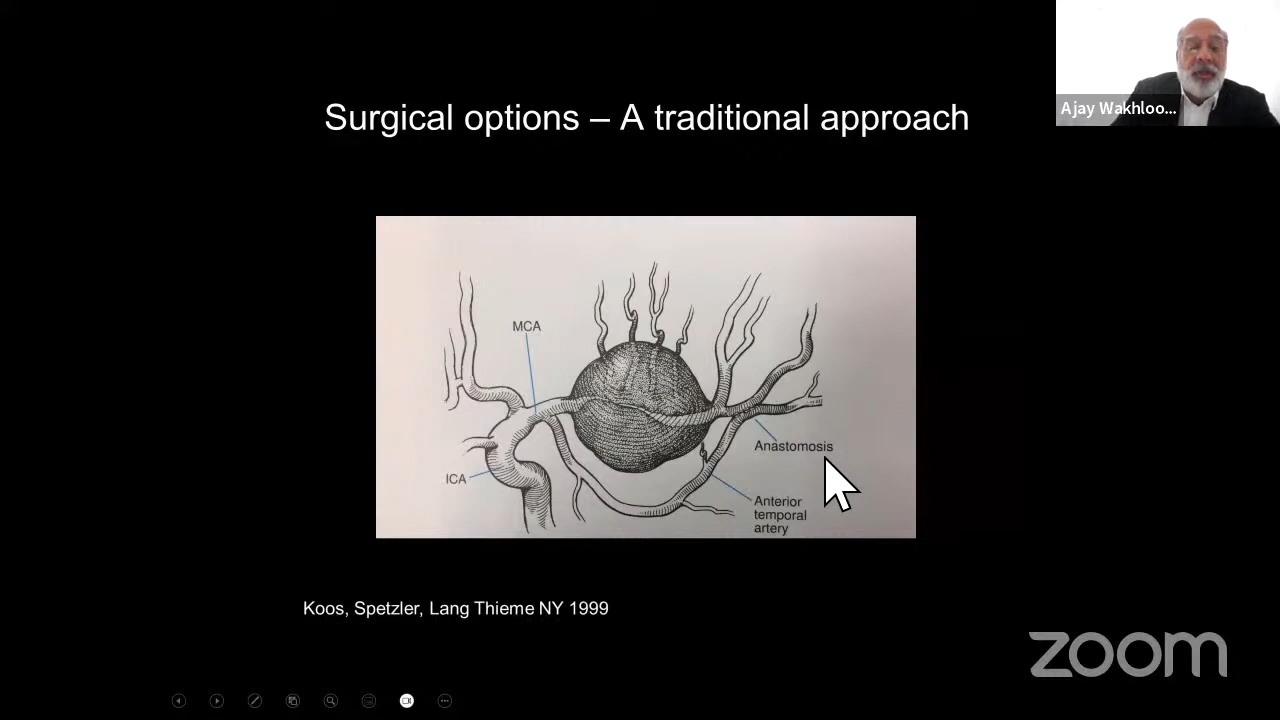 Ajay Wakhloo...
Surgical options – A traditional approach
MCA
Anastomosis
ICA
Anterior
temporal
artery
Koos, Spetzler, Lang Thieme NY 1999
zoom